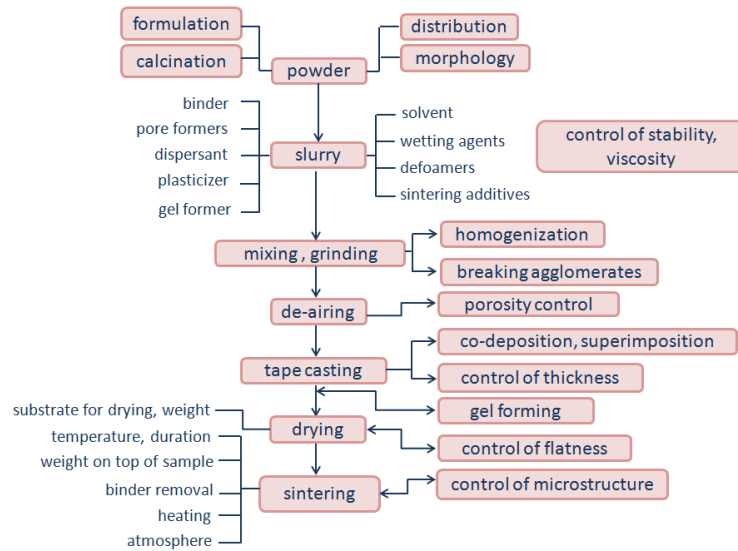 formulation
distribution
calcination
morphology
powder
binder
pore formers
dispersant
plasticizer
gel former
slurry
solvent
wetting agents
defoamers
sintering additives
control of stability,
viscosity
mixing , grinding
homogenization
breaking agglomerates
de-airing
porosity control
tape casting
co-deposition, superimposition
control of thickness
gel forming
substrate for drying, weight
drying
control of flatness
temperature, duration
weight on top of sample
binder removal
heating
atmosphere
sintering
control of microstructure